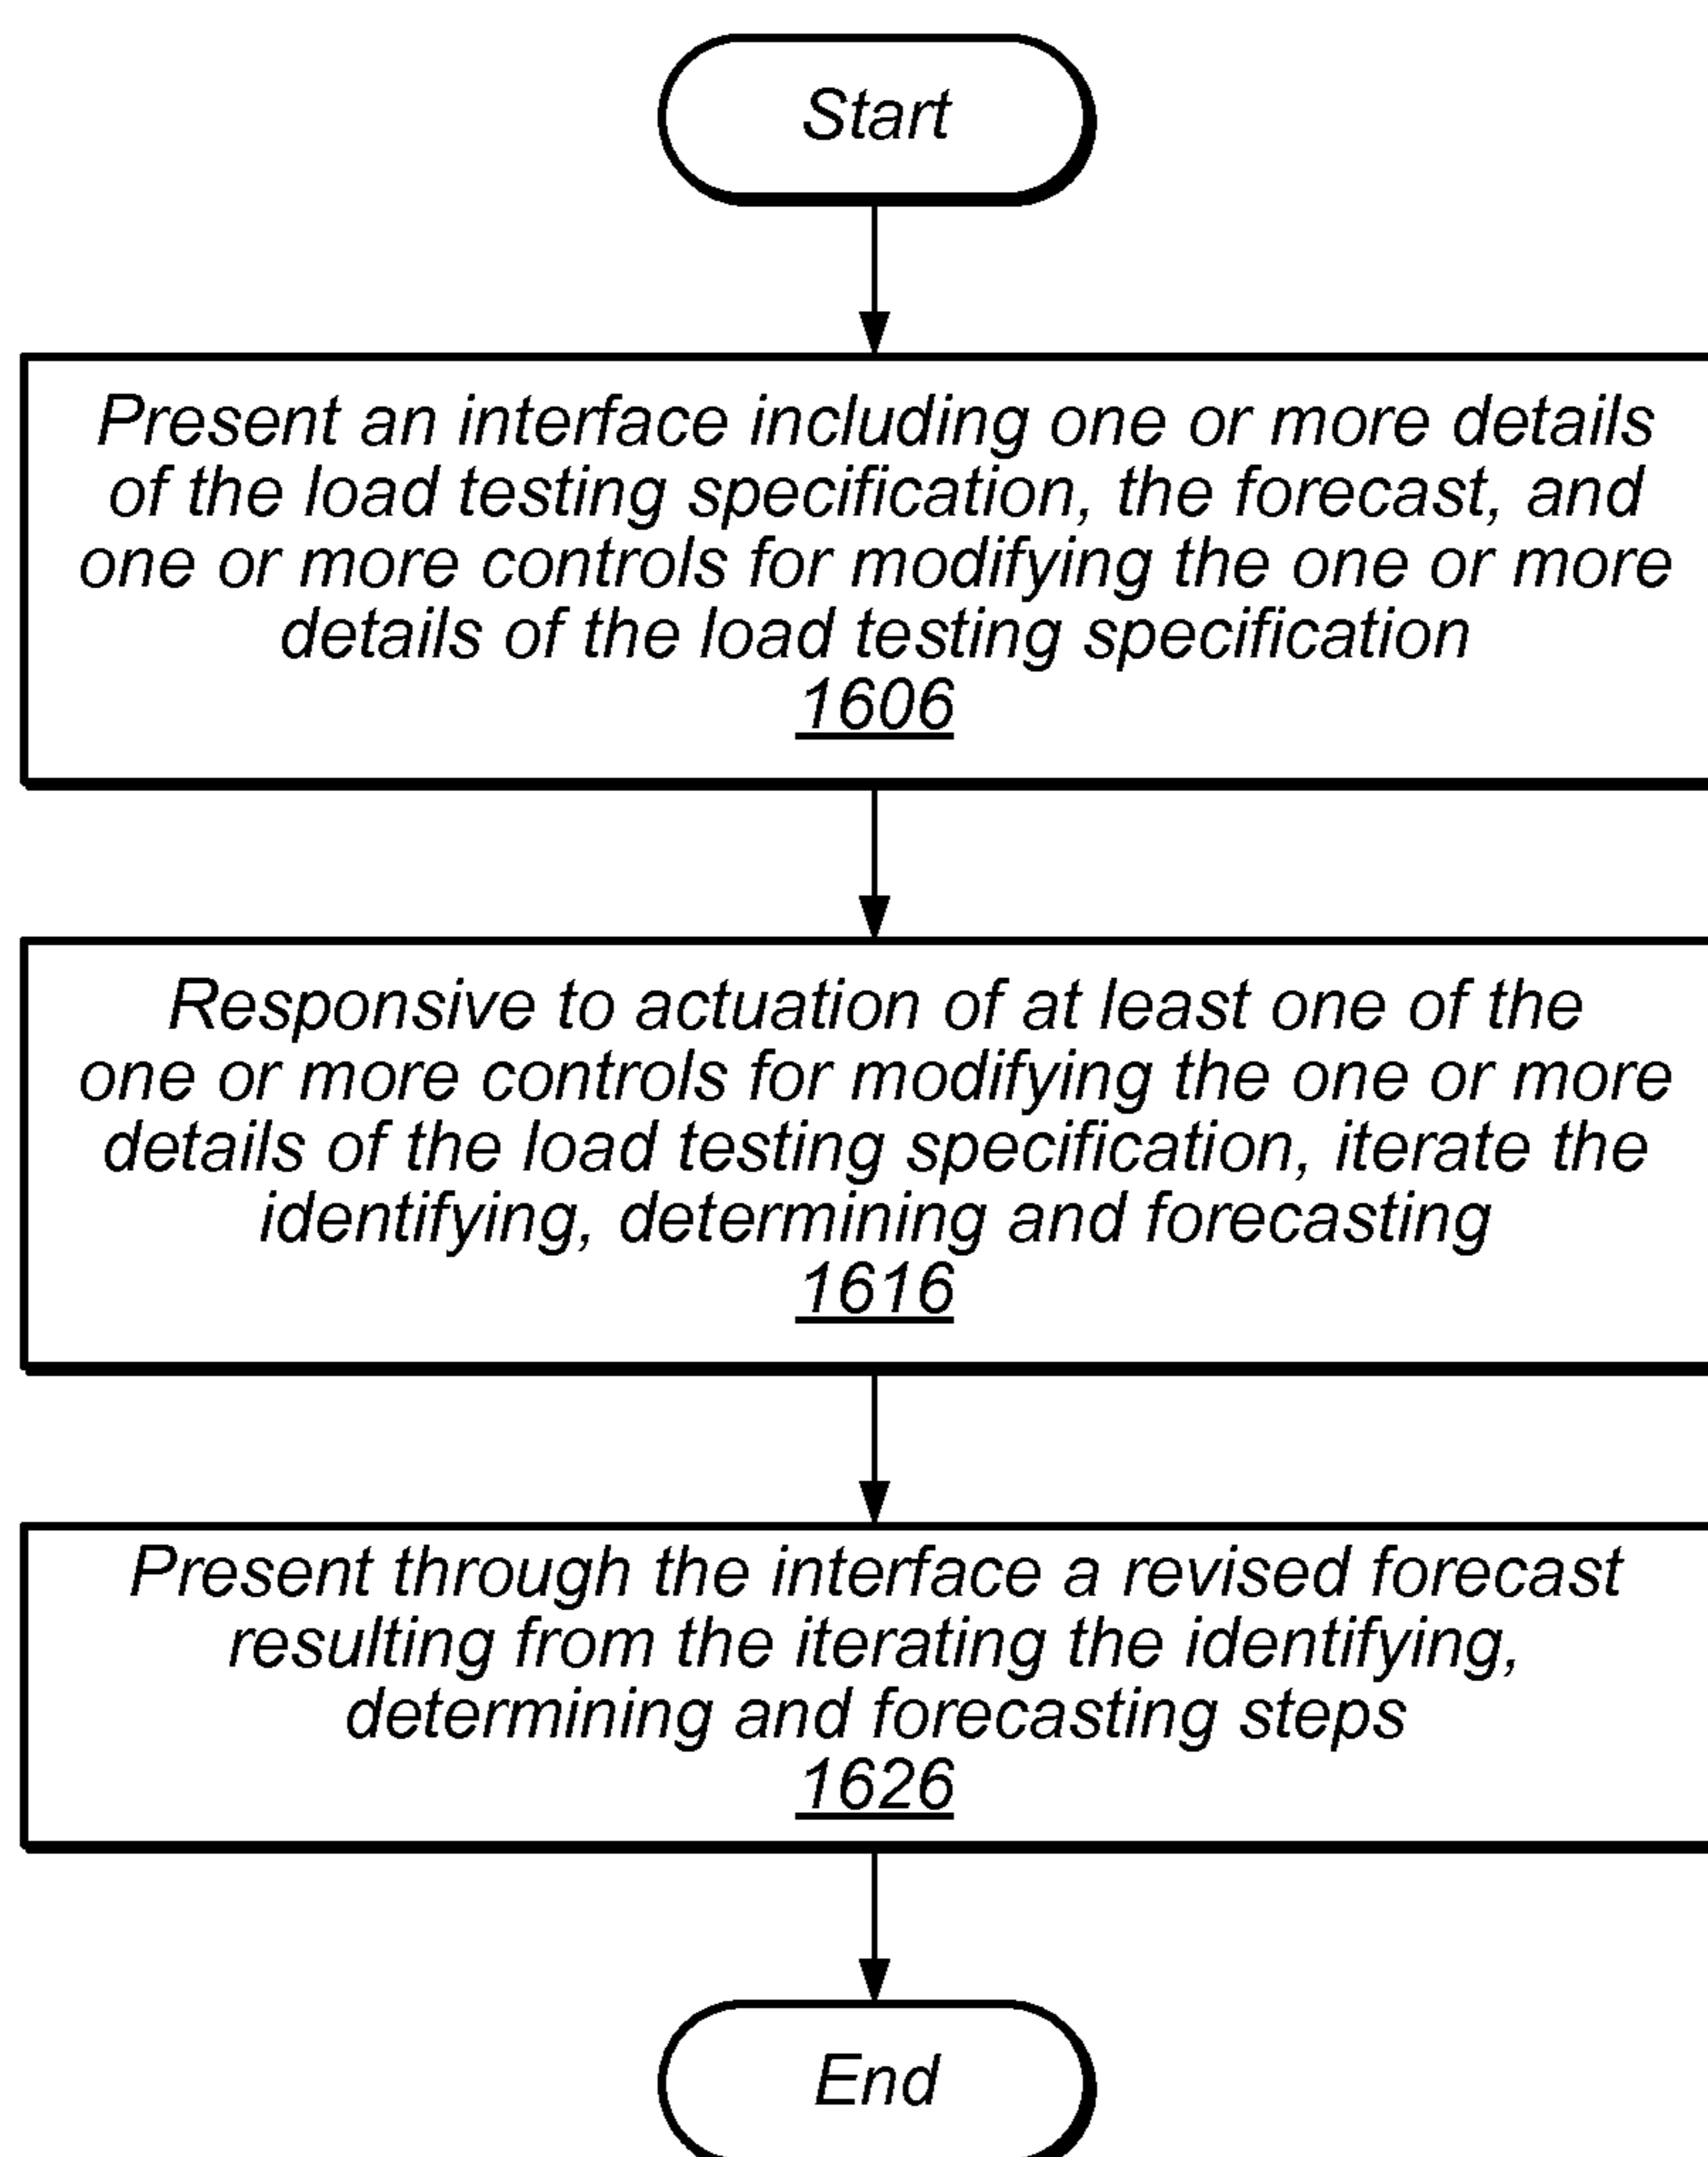 Start
Present an interface including one or more details
of the load testing specification, the forecast, and
one or more controls for modifying the one or more
details of the load testing specification
1606
Responsive to actuation of at least one of the
one or more controls for modifying the one or more
details of the load testing specification, iterate the
identifying, determining and forecasting
1616
Present through the interface a revised forecast
resulting from the iterating the identifying,
determining and forecasting steps
1626
End